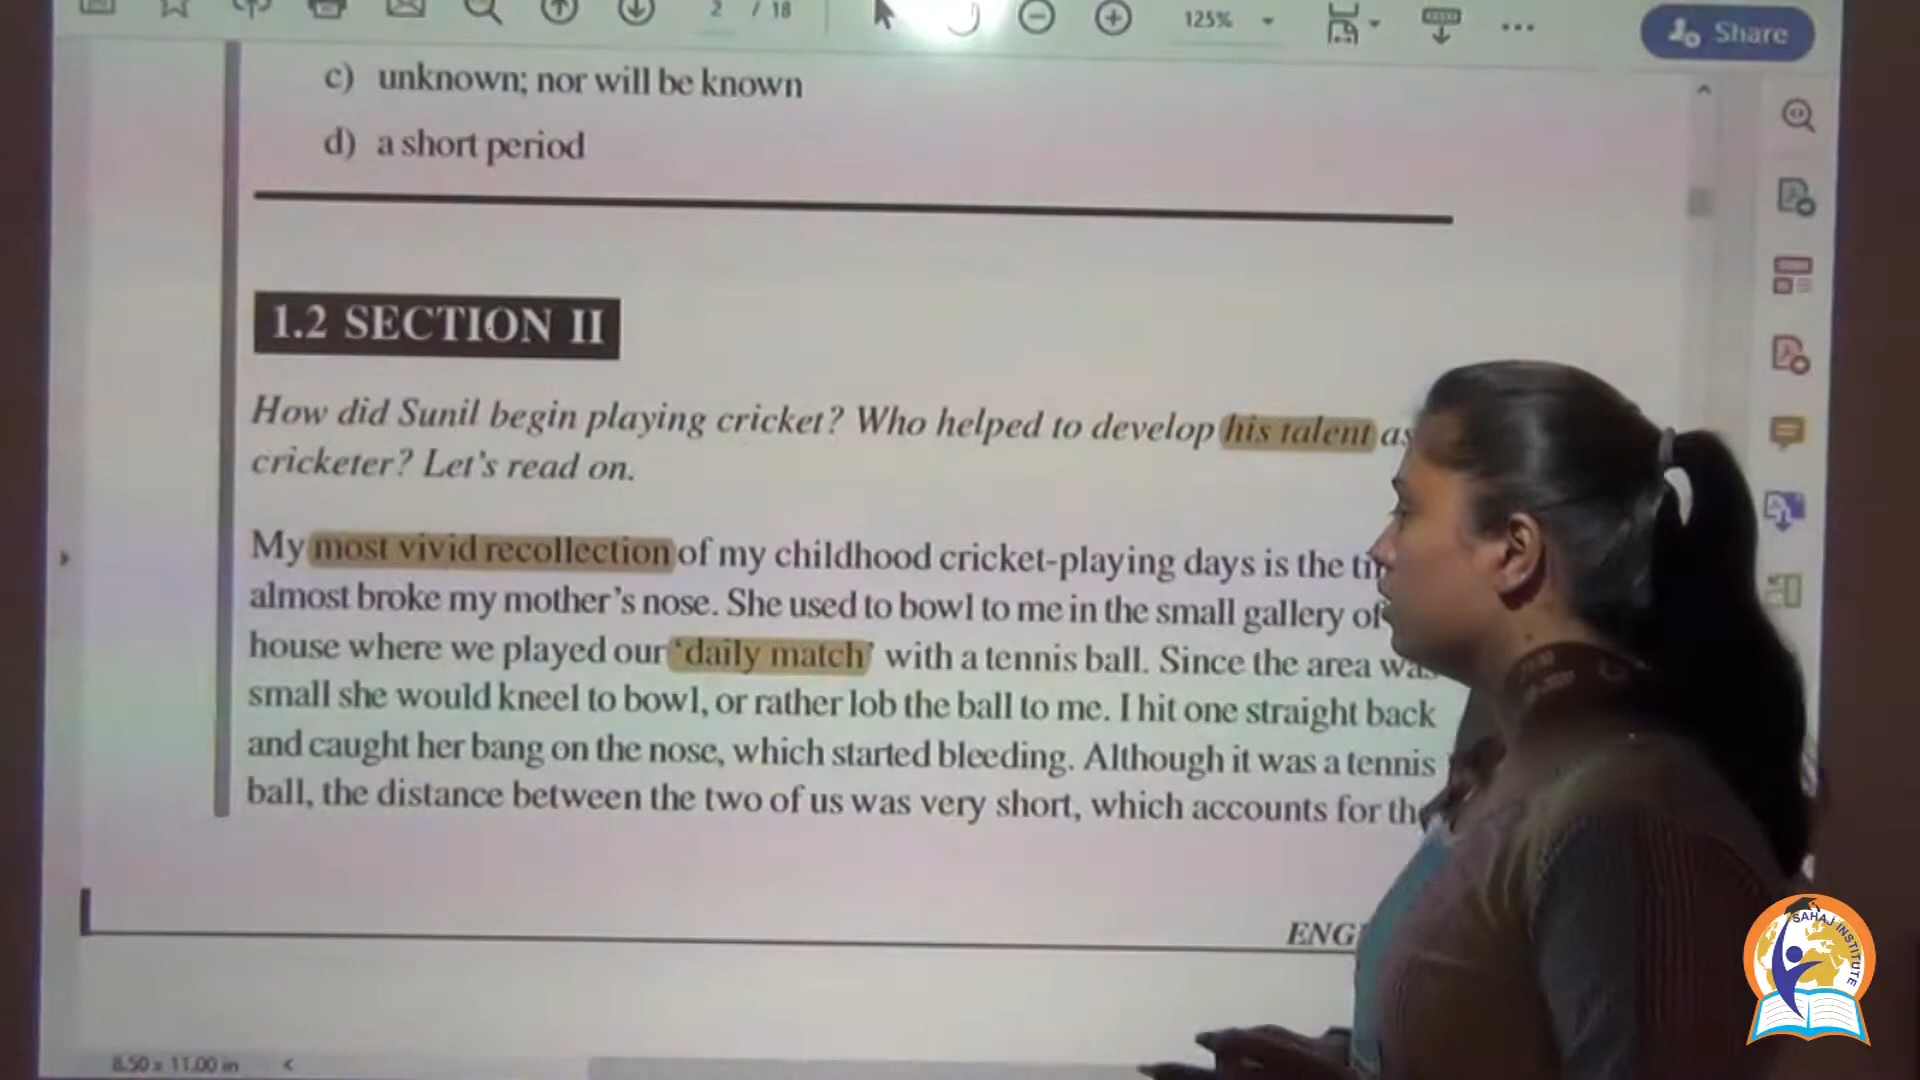 2 / 18
125%
Share
c) unknown; nor will be known
d) a short period
1.2 SECTION II
How did Sunil begin playing cricket? Who helped to develop his talent as
cricketer? Let's read on.
My most vivid recollection of my childhood cricket-playing days is the
almost broke my mother's nose. She used to bowl to me in the small gallery of
house where we played our 'daily match' with a tennis ball. Since the area
small she would kneel to bowl, or rather lob the ball to me. I hit one straight back
and caught her bang on the nose, which started bleeding. Although it was a tennis
ball, the distance between the two of us was very short, which accounts for the
8.50 x 11.00 in
SAHAJ INSTITUTE